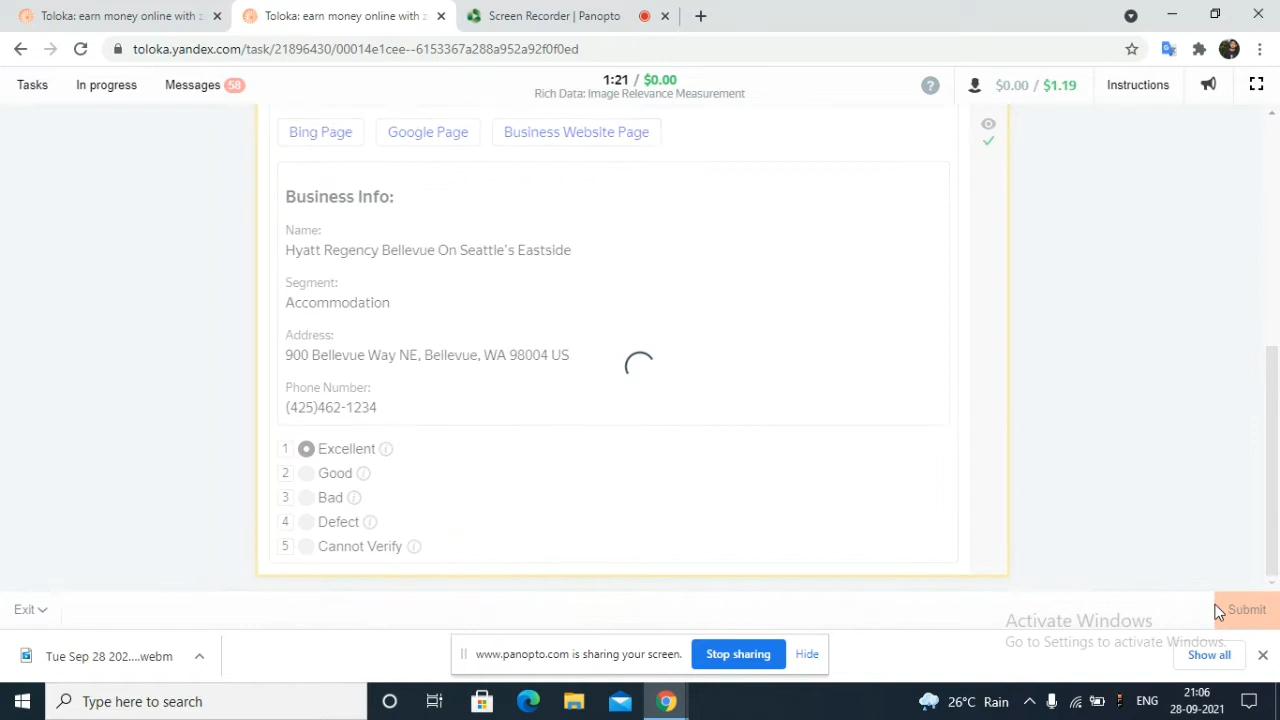 Toloka: earn money online with z
Toloka: earn money online with z
Screen Recorder | Panopto
toloka.yandex.com/task/21896430/00014e1cee--6153367a288a952a92f0f0ed
Tasks In progress Messages 58
1:21 / $0.00
Rich Data: Image Relevance Measurement
? $0.00 / $1.19 Instructions
Bing Page Google Page Business Website Page
Business Info:
Name:
Hyatt Regency Bellevue On Seattle's Eastside
Segment:
Accommodation
Address:
900 Bellevue Way NE, Bellevue, WA 98004 US
Phone Number:
(425)462-1234
1 Excellent
2 Good
3 Bad
4 Defect
5 Cannot Verify
Exit
Submit
Activate Windows
Go to Settings to activate Windows.
Tue Sep 28 202....webm
www.panopto.com is sharing your screen. Stop sharing Hide
Show all
Type here to search
26°C Rain
ENG
21:06
28-09-2021